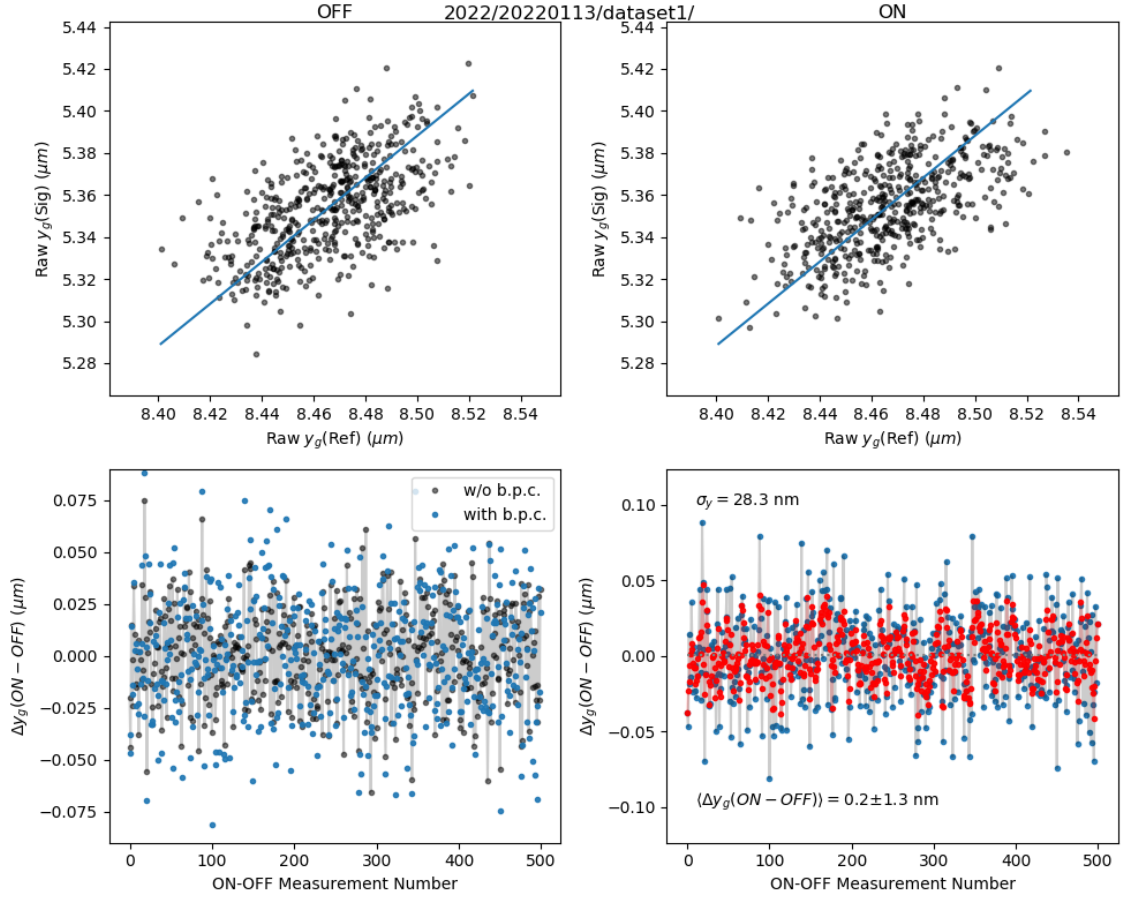 OFF 2022/20220113/dataset1/ ON
5.44
5.42
5.40
5.38
5.36
5.34
5.32
5.30
5.28
Raw y_g(Sig) (μm)
8.40 8.42 8.44 8.46 8.48 8.50 8.52 8.54
Raw y_g(Ref) (μm)
5.44
5.42
5.40
5.38
5.36
5.34
5.32
5.30
5.28
Raw y_g(Sig) (μm)
8.40 8.42 8.44 8.46 8.48 8.50 8.52 8.54
Raw y_g(Ref) (μm)
0.075
0.050
0.025
0.000
−0.025
−0.050
−0.075
Δy_g(ON − OFF) (μm)
w/o b.p.c.
with b.p.c.
0 100 200 300 400 500
ON-OFF Measurement Number
0.10
0.05
0.00
−0.05
−0.10
Δy_g(ON − OFF) (μm)
σ_y = 28.3 nm
⟨Δy_g(ON − OFF)⟩ = 0.2±1.3 nm
0 100 200 300 400 500
ON-OFF Measurement Number